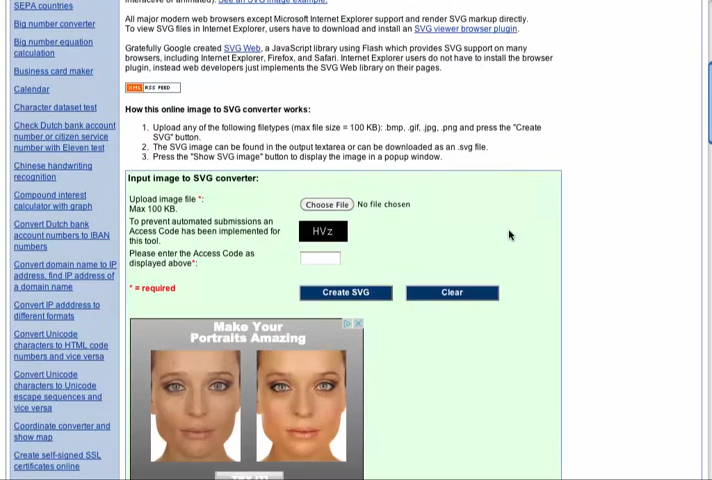 SEPA countries
Big number converter
Big number equation
calculation
Business card maker
Calendar
Character dataset test
Check Dutch bank account
number or citizen service
number with Eleven test
Chinese handwriting
recognition
Compound interest
calculator with graph
Convert Dutch bank
account numbers to IBAN
numbers
Convert domain name to IP
address, find IP address of
a domain name
Convert IP adddress to
different formats
Convert Unicode
characters to HTML code
numbers and vice versa
Convert Unicode
characters to Unicode
escape sequences and
vice versa
Coordinate converter and
show map
Create self-signed SSL
certificates online
All major modern web browsers except Microsoft Internet Explorer support and render SVG markup directly.
To view SVG files in Internet Explorer, users have to download and install an SVG viewer browser plugin.
Gratefully Google created SVG Web, a JavaScript library using Flash which provides SVG support on many
browsers, including Internet Explorer, Firefox, and Safari. Internet Explorer users do not have to install the browser
plugin, instead web developers just implements the SVG Web library on their pages.
XML RSS FEED
How this online image to SVG converter works:
1. Upload any of the following filetypes (max file size = 100 KB): .bmp, .gif, .jpg, .png and press the "Create
SVG" button.
2. The SVG image can be found in the output textarea or can be downloaded as an .svg file.
3. Press the "Show SVG image" button to display the image in a popup window.
Input image to SVG converter:
Upload image file *:
Max 100 KB.
Choose File No file chosen
To prevent automated submissions an
Access Code has been implemented for
this tool.
HVz
Please enter the Access Code as
displayed above*:
* = required
Create SVG
Clear
Make Your
Portraits Amazing